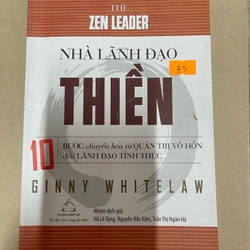 THE
ZEN LEADER
NHÀ LÃNH ĐẠO
75
THIỀN
10
BƯỚC chuyển hóa từ QUẢN TRỊ VÔ HỒN
đến LÃNH ĐẠO TỈNH THỨC
GINNY WHITELAW
Nhóm dịch giả:
Hồ Lê Tùng, Nguyễn Bắc Kiên, Trần Thị Ngân Hà